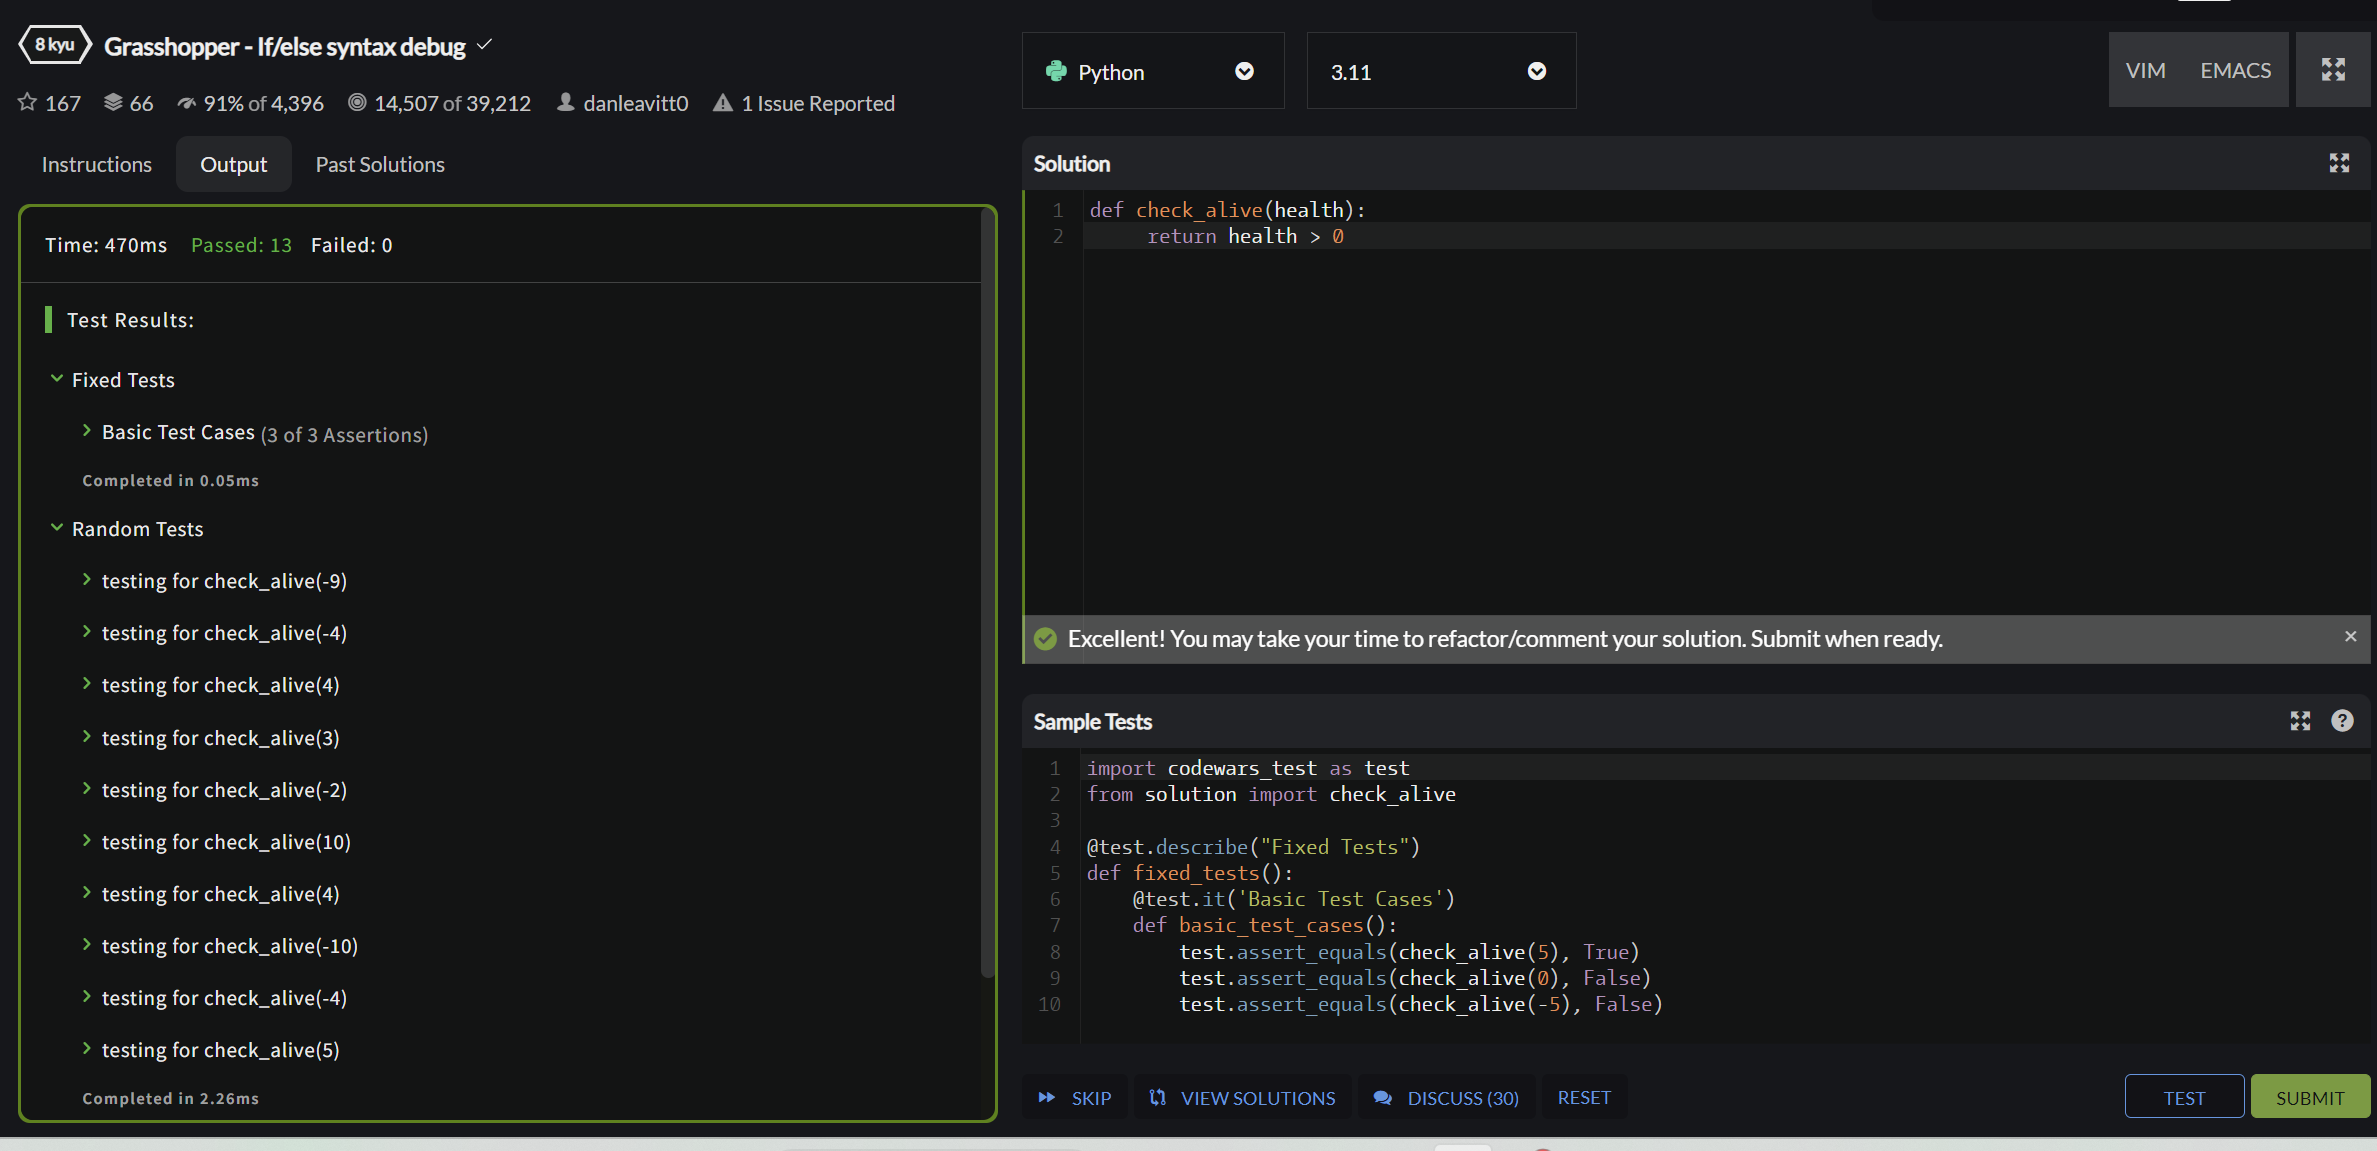 8 kyu Grasshopper - If/else syntax debug
167 66 91% of 4,396 14,507 of 39,212 danleavitt0 1 Issue Reported
Instructions Output Past Solutions
Time: 470ms Passed: 13 Failed: 0
Test Results:
Fixed Tests
Basic Test Cases (3 of 3 Assertions)
Completed in 0.05ms
Random Tests
testing for check_alive(-9)
testing for check_alive(-4)
testing for check_alive(4)
testing for check_alive(3)
testing for check_alive(-2)
testing for check_alive(10)
testing for check_alive(4)
testing for check_alive(-10)
testing for check_alive(-4)
testing for check_alive(5)
Completed in 2.26ms
Python 3.11 VIM EMACS
Solution
1 def check_alive(health):
2 return health > 0
Excellent! You may take your time to refactor/comment your solution. Submit when ready.
Sample Tests
1 import codewars_test as test
2 from solution import check_alive
3
4 @test.describe("Fixed Tests")
5 def fixed_tests():
6 @test.it('Basic Test Cases')
7 def basic_test_cases():
8 test.assert_equals(check_alive(5), True)
9 test.assert_equals(check_alive(0), False)
10 test.assert_equals(check_alive(-5), False)
SKIP VIEW SOLUTIONS DISCUSS (30) RESET TEST SUBMIT